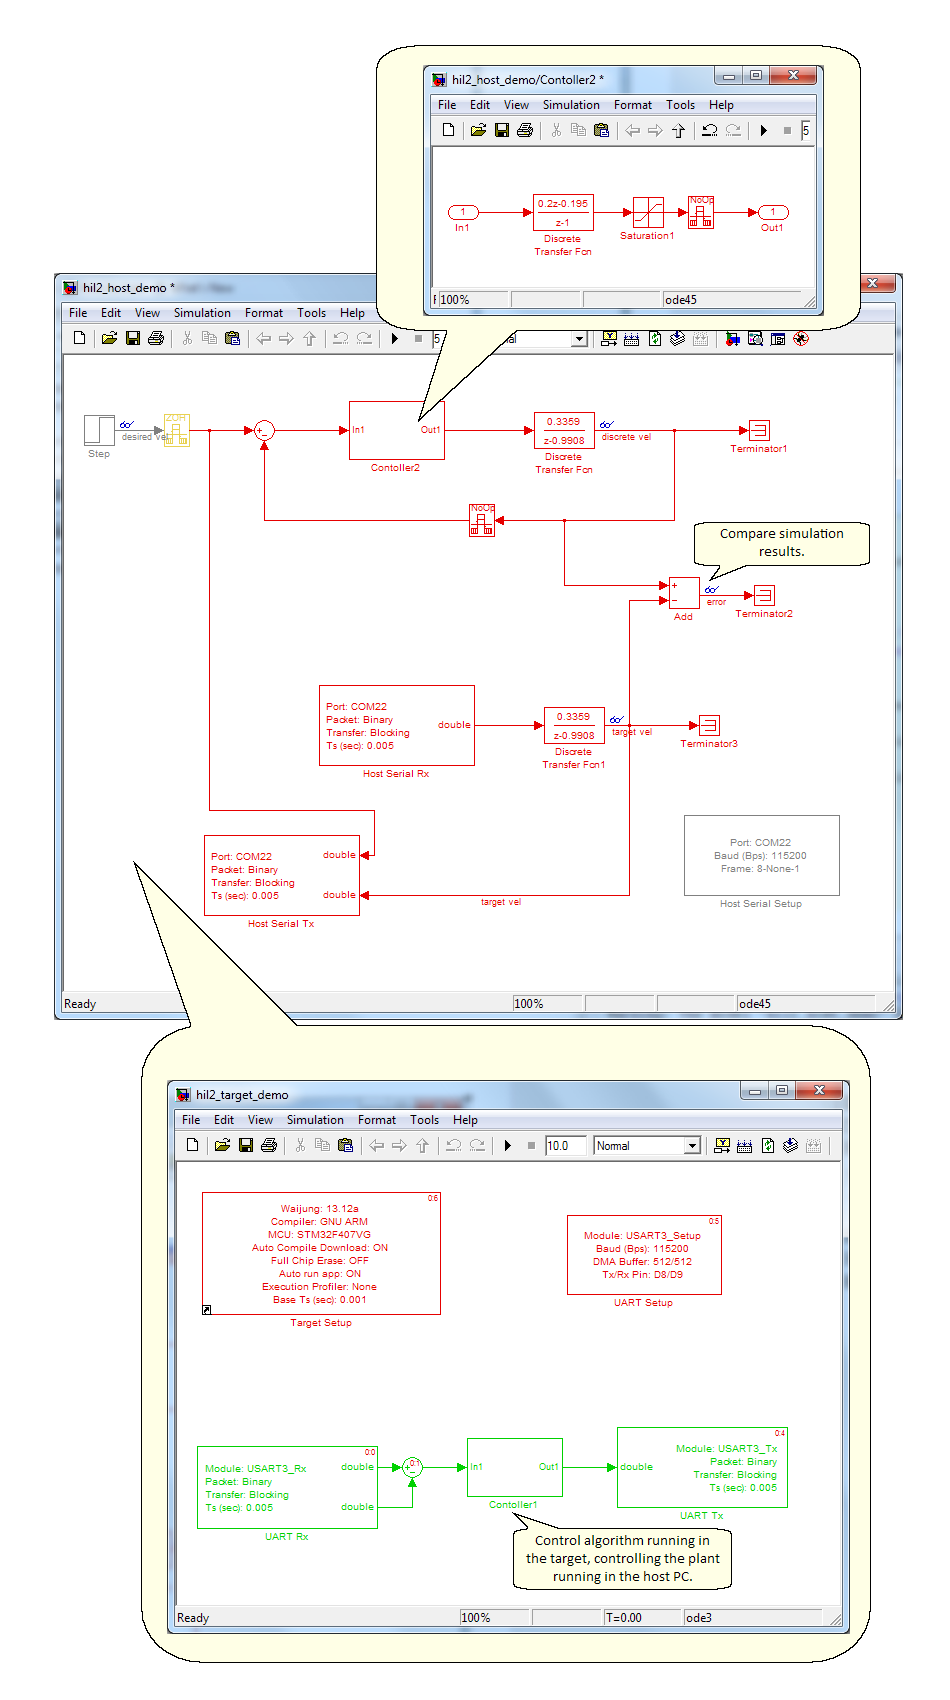 hil2_host_demo/Contoller2 *
File Edit View Simulation Format Tools Help
5
1
In1
0.2z-0.195
z-1
Discrete
Transfer Fcn
Saturation1
NoOp
1
Out1
100%
ode45
hil2_host_demo *
File Edit View Simulation Format Tools Help
5
Step
desired vel
ZOH
+
−
In1
Out1
Contoller2
0.3359
z-0.9908
Discrete
Transfer Fcn
discrete vel
Terminator1
NoOp
Compare simulation
results.
+
−
Add
error
Terminator2
Port: COM22
Packet: Binary
Transfer: Blocking
Ts (sec): 0.005
double
Host Serial Rx
0.3359
z-0.9908
Discrete
Transfer Fcn1
target vel
Terminator3
Port: COM22
Packet: Binary
Transfer: Blocking
Ts (sec): 0.005
double
double
Host Serial Tx
target vel
Port: COM22
Baud (Bps): 115200
Frame: 8-None-1
Host Serial Setup
Ready
100%
ode45
hil2_target_demo
File Edit View Simulation Format Tools Help
10.0
Normal
0:6
Waijung: 13.12a
Compiler: GNU ARM
MCU: STM32F407VG
Auto Compile Download: ON
Full Chip Erase: OFF
Auto run app: ON
Execution Profiler: None
Base Ts (sec): 0.001
Target Setup
0:5
Module: USART3_Setup
Baud (Bps): 115200
DMA Buffer: 512/512
Tx/Rx Pin: D8/D9
UART Setup
0:0
Module: USART3_Rx
Packet: Binary
Transfer: Blocking
Ts (sec): 0.005
double
double
UART Rx
0:1
+
−
In1
Out1
Contoller1
0:4
double
Module: USART3_Tx
Packet: Binary
Transfer: Blocking
Ts (sec): 0.005
UART Tx
Control algorithm running in
the target, controlling the plant
running in the host PC.
Ready
100%
T=0.00
ode3